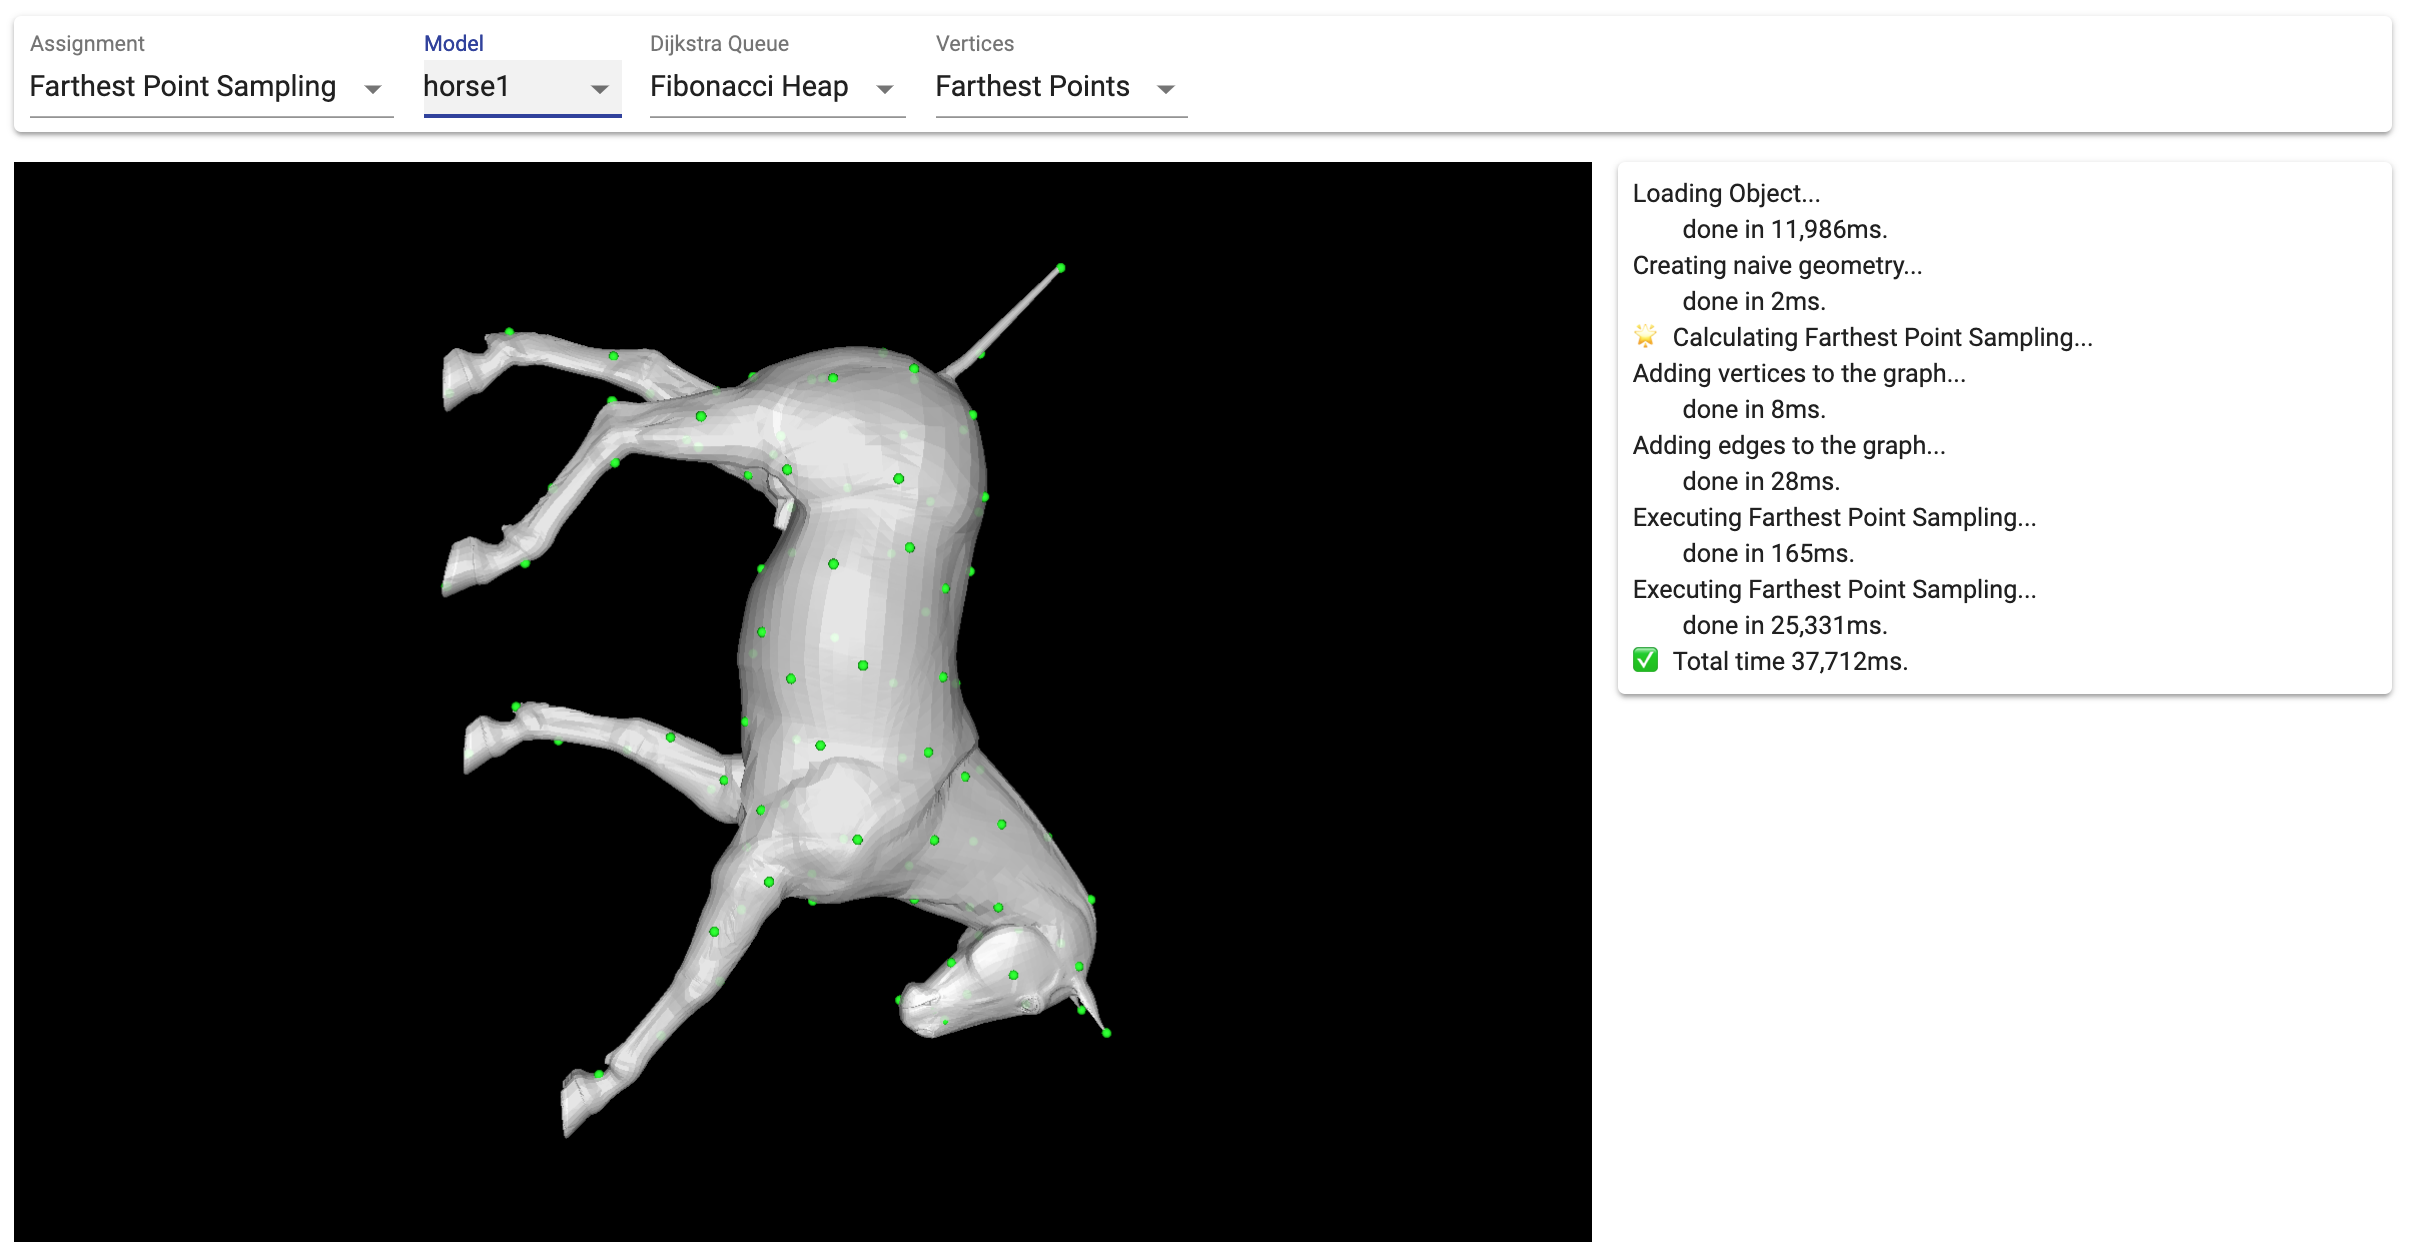 Assignment Model Dijkstra Queue Vertices
Farthest Point Sampling horse1 Fibonacci Heap Farthest Points
Loading Object...
done in 11,986ms.
Creating naive geometry...
done in 2ms.
🌟 Calculating Farthest Point Sampling...
Adding vertices to the graph...
done in 8ms.
Adding edges to the graph...
done in 28ms.
Executing Farthest Point Sampling...
done in 165ms.
Executing Farthest Point Sampling...
done in 25,331ms.
✅ Total time 37,712ms.